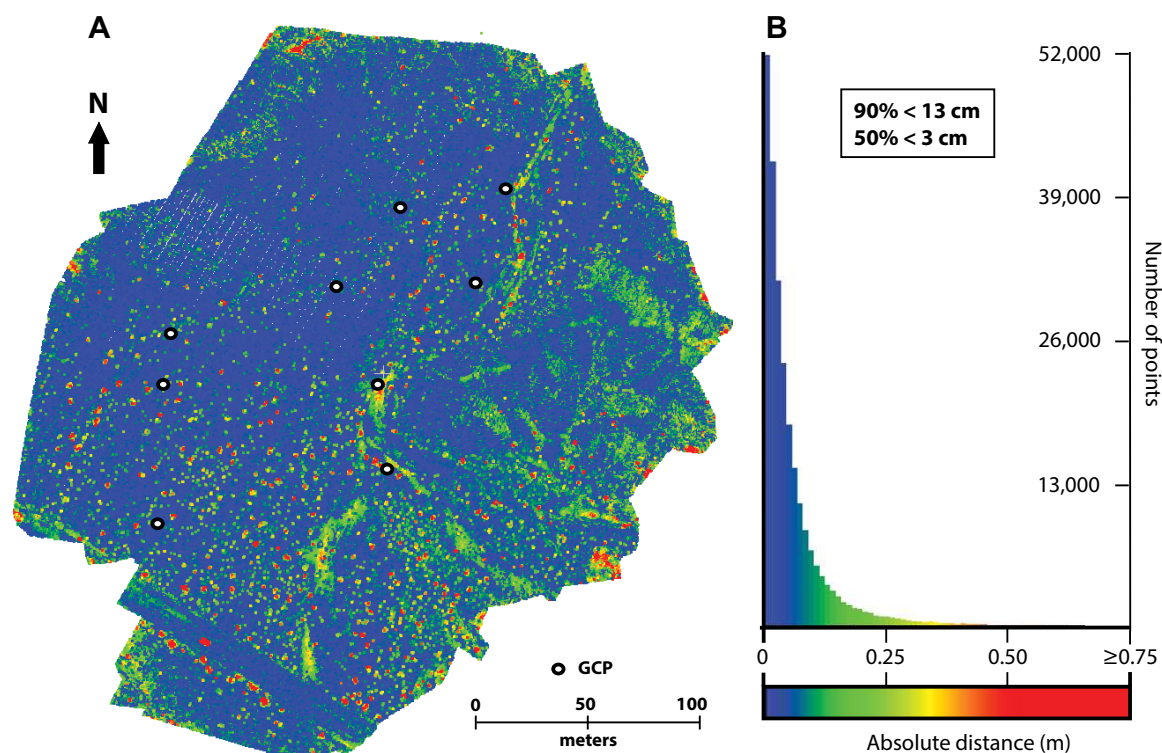 A
N
GCP
0 50 100
meters
B
90% < 13 cm
50% < 3 cm
52,000
39,000
26,000
13,000
Number of points
0 0.25 0.50 ≥0.75
Absolute distance (m)